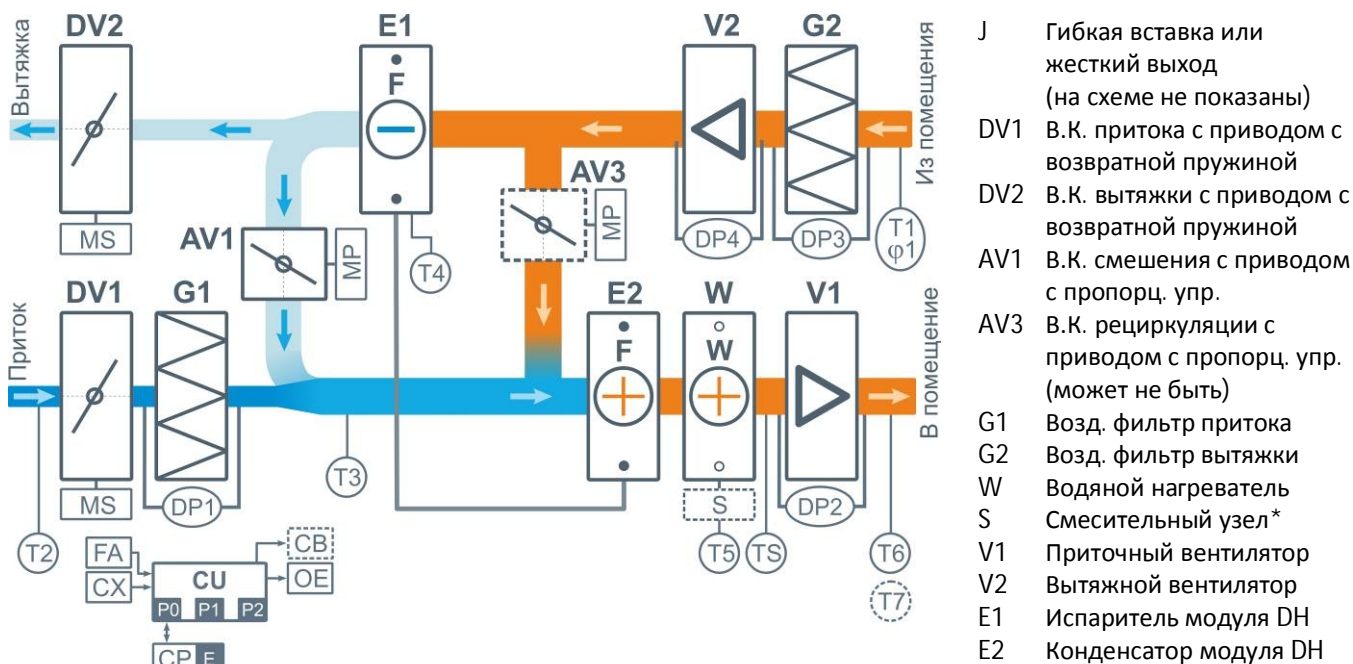 DV2
E1
V2
G2
Вытяжка
F
Из помещения
AV3
MS
AV1
MP
T4
MP
DP4
DP3
T1
φ1
DV1
G1
E2
W
V1
Приток
F
W
В помещение
T3
MS
DP1
S
DP2
T2
T5
TS
T6
T7
FA
CX
CU
P0
P1
P2
CB
OE
CP
E
J Гибкая вставка или
жесткий выход
(на схеме не показаны)
DV1 В.К. притока с приводом с
возвратной пружиной
DV2 В.К. вытяжки с приводом с
возвратной пружиной
AV1 В.К. смешения с приводом
с пропорц. упр.
AV3 В.К. рециркуляции с
приводом с пропорц. упр.
(может не быть)
G1 Возд. фильтр притока
G2 Возд. фильтр вытяжки
W Водяной нагреватель
S Смесительный узел*
V1 Приточный вентилятор
V2 Вытяжной вентилятор
E1 Испаритель модуля DH
E2 Конденсатор модуля DH